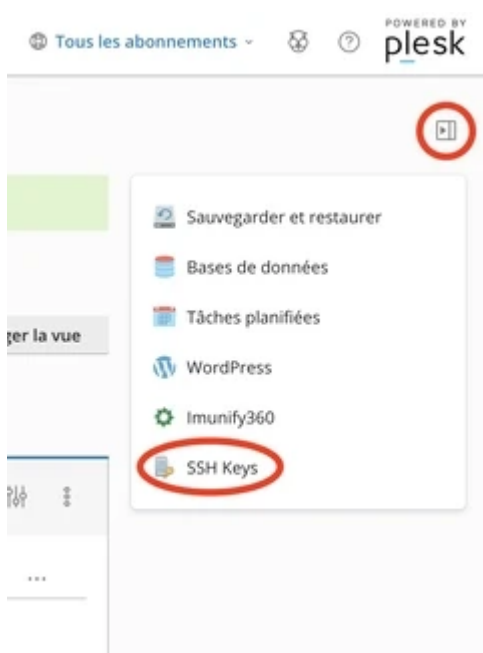 Tous les abonnements
POWERED BY
plesk
Sauvegarder et restaurer
Bases de données
ger la vue
Tâches planifiées
WordPress
Imunify360
SSH Keys
...